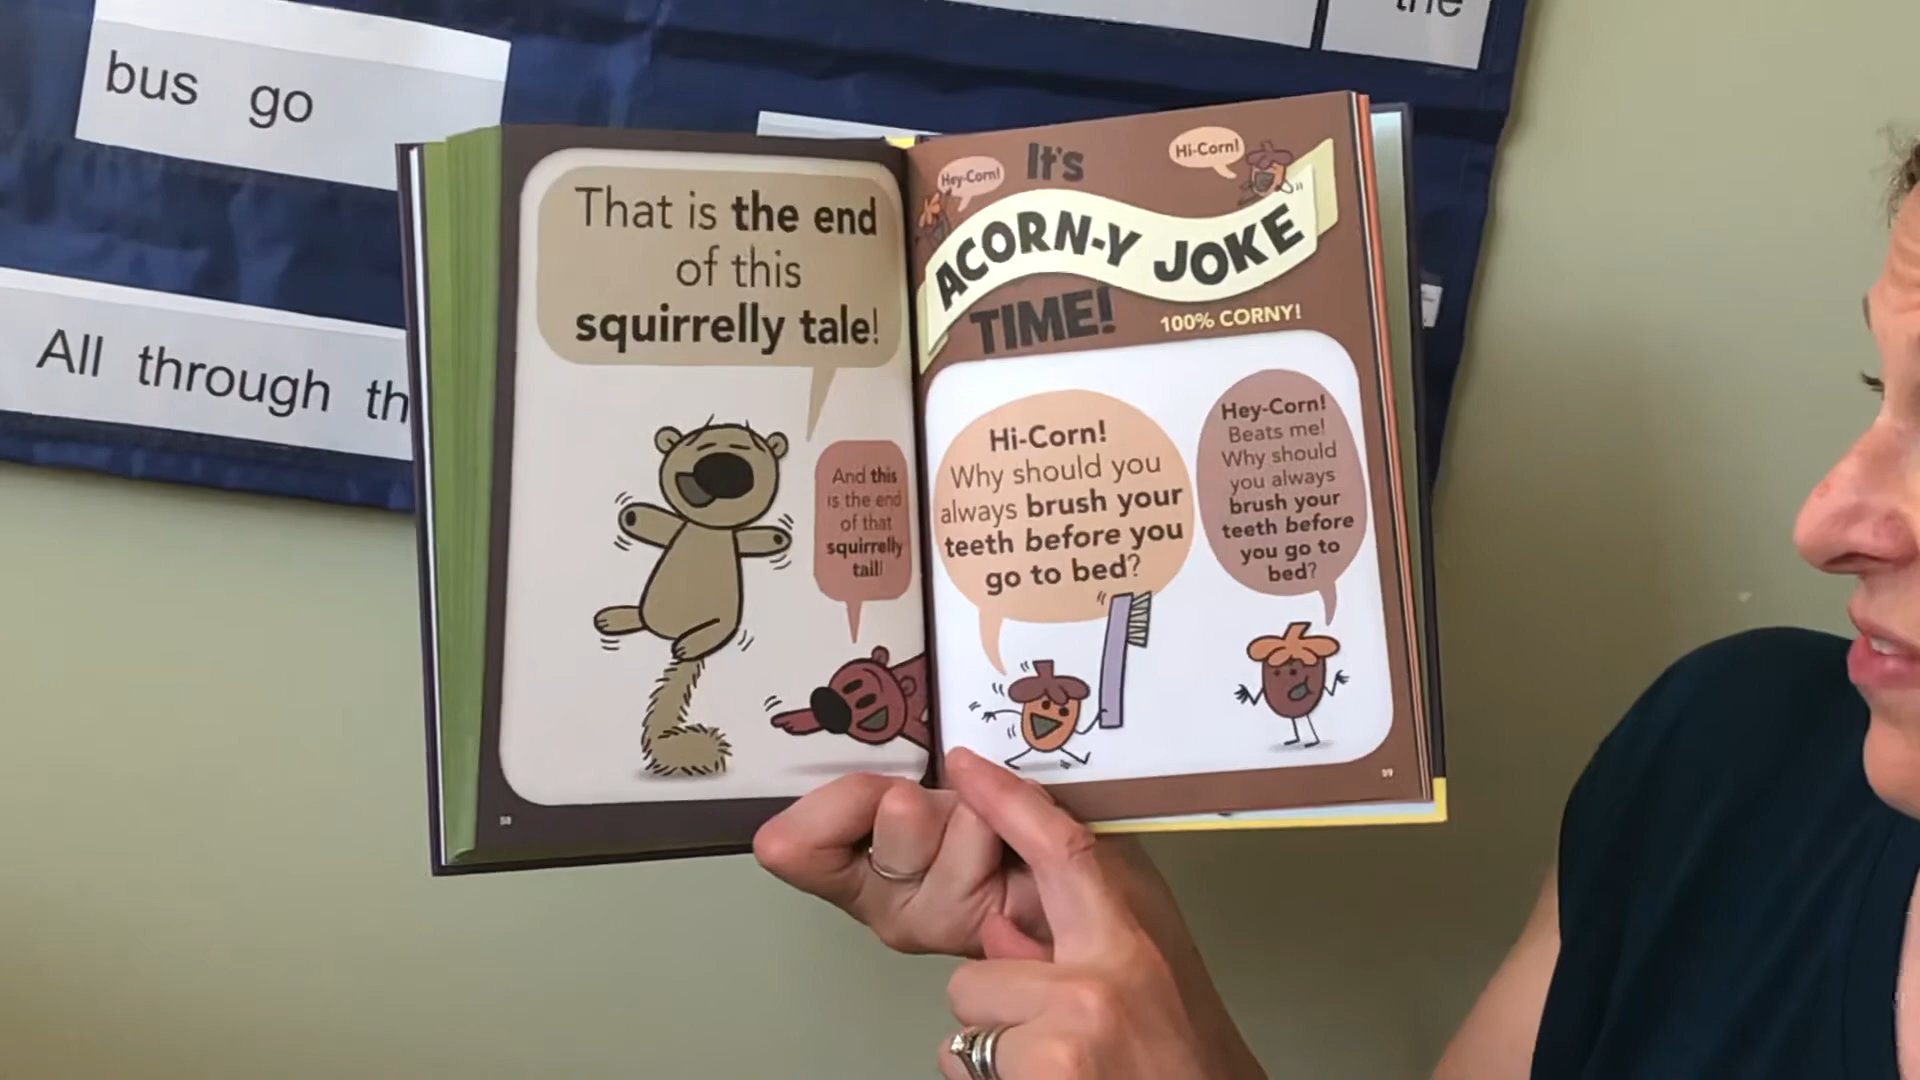 the
bus go
All through th
That is the end
of this
squirrelly tale!
And this
is the end
of that
squirrelly
tail!
58
Hey-Corn!
It's
Hi-Corn!
ACORN-Y JOKE
TIME!
100% CORNY!
Hi-Corn!
Why should you
always brush your
teeth before you
go to bed?
Hey-Corn!
Beats me!
Why should
you always
brush your
teeth before
you go to
bed?
59